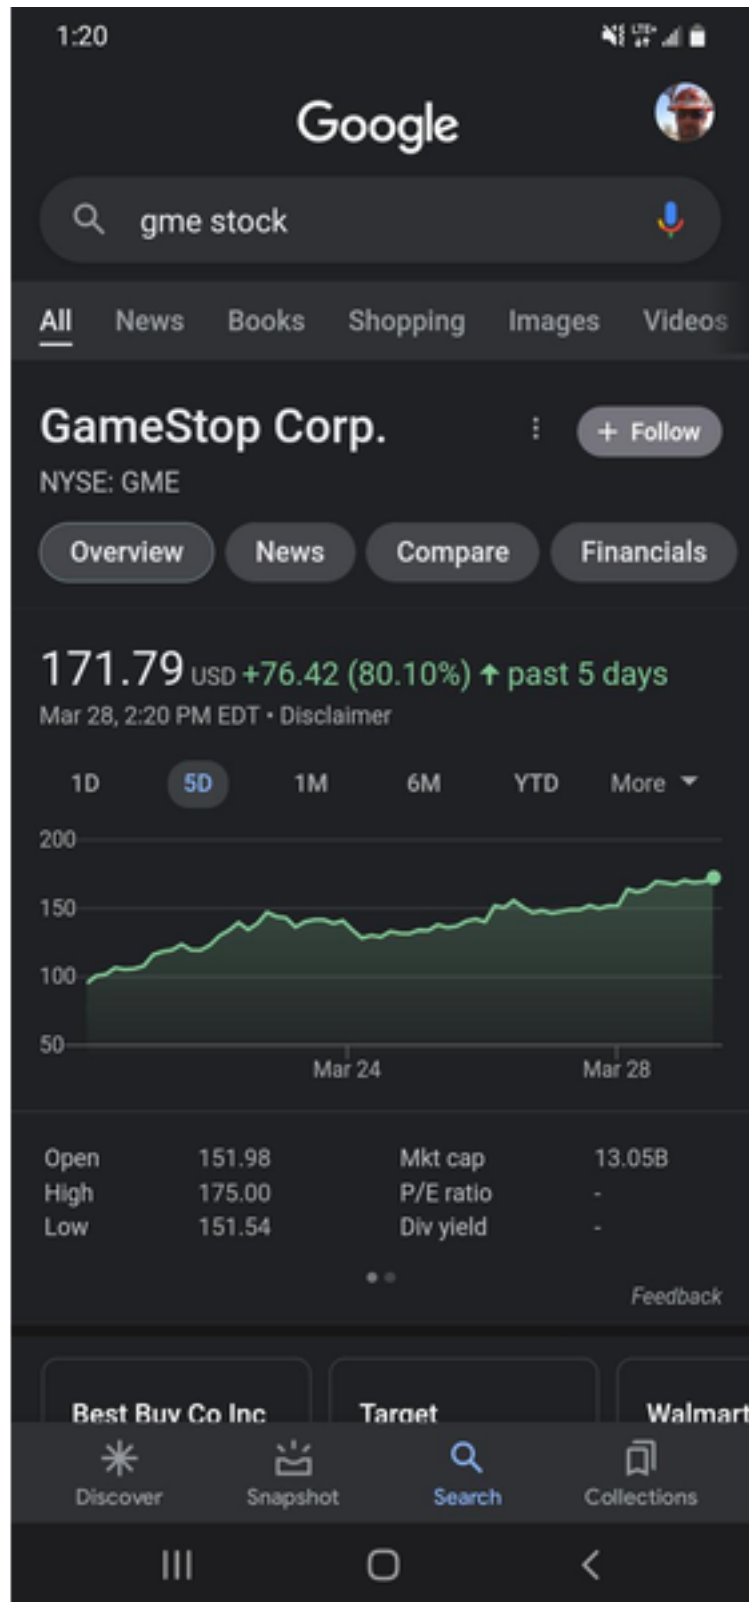 1:20
LTE+
Google
gme stock
All News Books Shopping Images Videos
GameStop Corp.
+ Follow
NYSE: GME
Overview News Compare Financials
171.79 USD +76.42 (80.10%) ↑ past 5 days
Mar 28, 2:20 PM EDT • Disclaimer
1D 5D 1M 6M YTD More
200
150
100
50
Mar 24 Mar 28
Open 151.98 Mkt cap 13.05B
High 175.00 P/E ratio -
Low 151.54 Div yield -
Feedback
Best Buy Co Inc Target Walmart
Discover Snapshot Search Collections